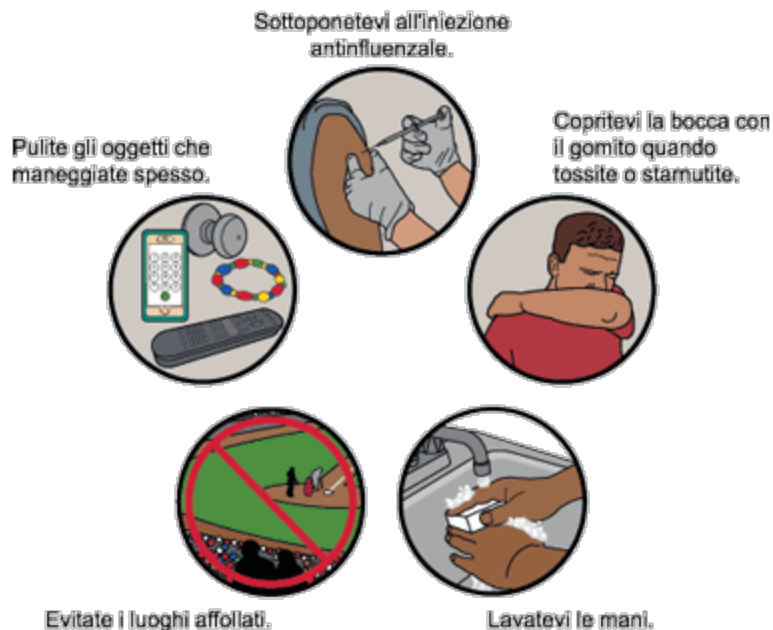 Sottoponetevi all'iniezione
antinfluenzale.
Copritevi la bocca con
il gomito quando
tossite o starnutite.
Pulite gli oggetti che
maneggiate spesso.
Evitate i luoghi affollati.
Lavatevi le mani.